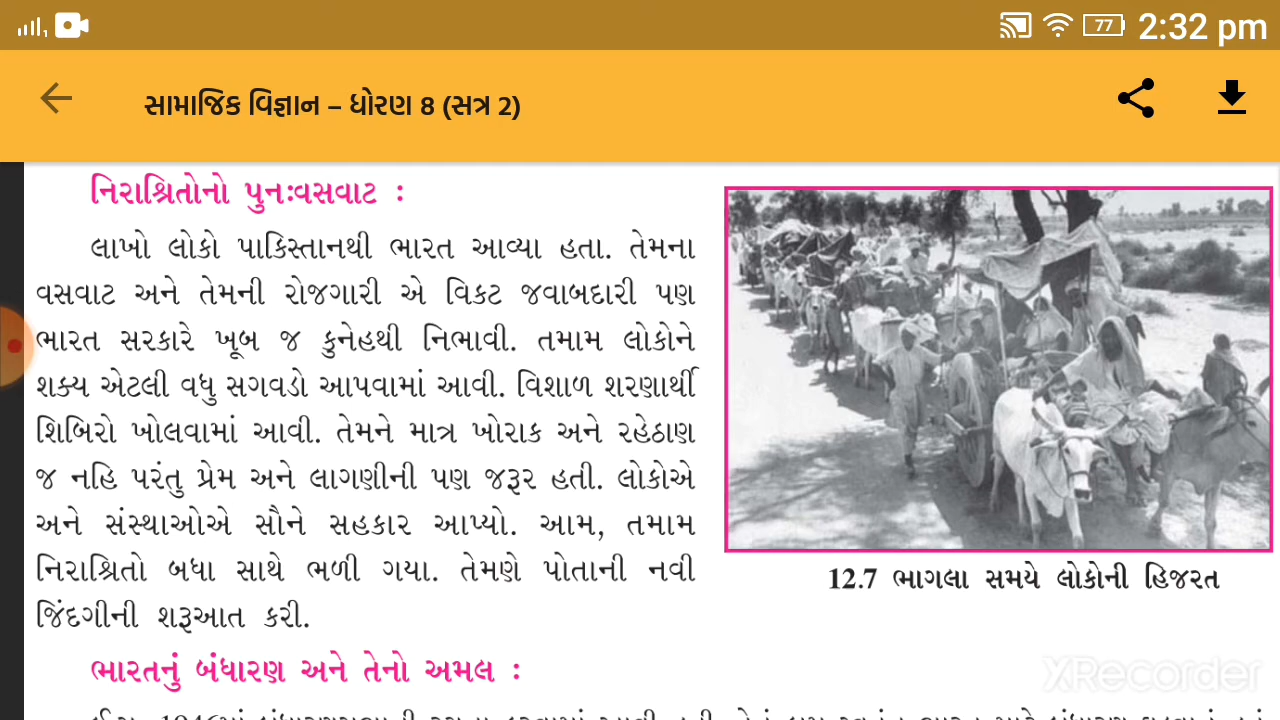 77 2:32 pm
સામાજિક વિજ્ઞાન – ધોરણ 8 (સત્ર 2)
નિરાશ્રિતોનો પુનઃવસવાટ :
લાખો લોકો પાકિસ્તાનથી ભારત આવ્યા હતા. તેમના
વસવાટ અને તેમની રોજગારી એ વિકટ જવાબદારી પણ
ભારત સરકારે ખૂબ જ કુનેહથી નિભાવી. તમામ લોકોને
શક્ય એટલી વધુ સગવડો આપવામાં આવી. વિશાળ શરણાર્થી
શિબિરો ખોલવામાં આવી. તેમને માત્ર ખોરાક અને રહેઠાણ
જ નહિ પરંતુ પ્રેમ અને લાગણીની પણ જરૂર હતી. લોકોએ
અને સંસ્થાઓએ સૌને સહકાર આપ્યો. આમ, તમામ
નિરાશ્રિતો બધા સાથે ભળી ગયા. તેમણે પોતાની નવી
જિંદગીની શરૂઆત કરી.
12.7 ભાગલા સમયે લોકોની હિજરત
ભારતનું બંધારણ અને તેનો અમલ :
XRecorder